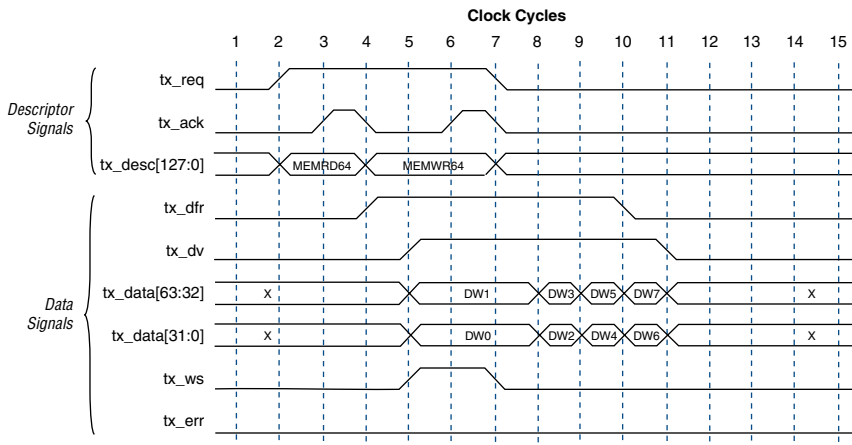 Clock Cycles
1 2 3 4 5 6 7 8 9 10 11 12 13 14 15
Descriptor
Signals
tx_req
tx_ack
tx_desc[127:0] MEMRD64 MEMWR64
Data
Signals
tx_dfr
tx_dv
tx_data[63:32] X DW1 DW3 DW5 DW7 X
tx_data[31:0] X DW0 DW2 DW4 DW6 X
tx_ws
tx_err